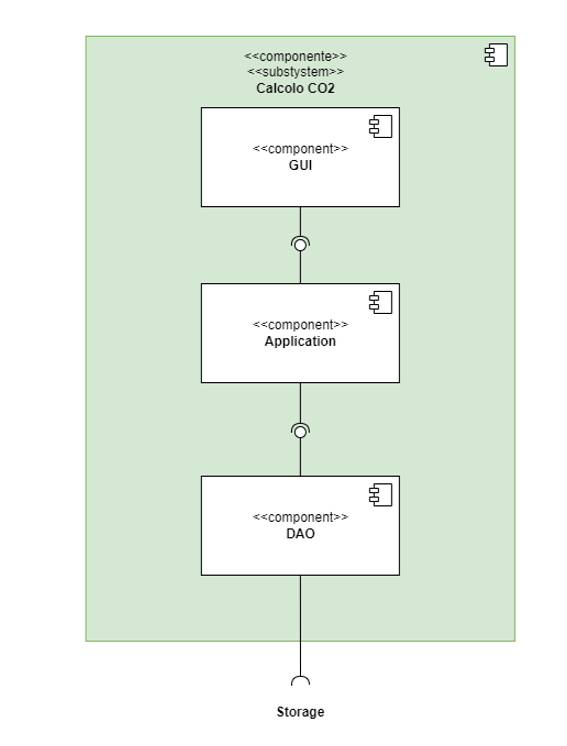 <<componente>>
<<substystem>>
Calcolo CO2
<<component>>
GUI
<<component>>
Application
<<component>>
DAO
Storage